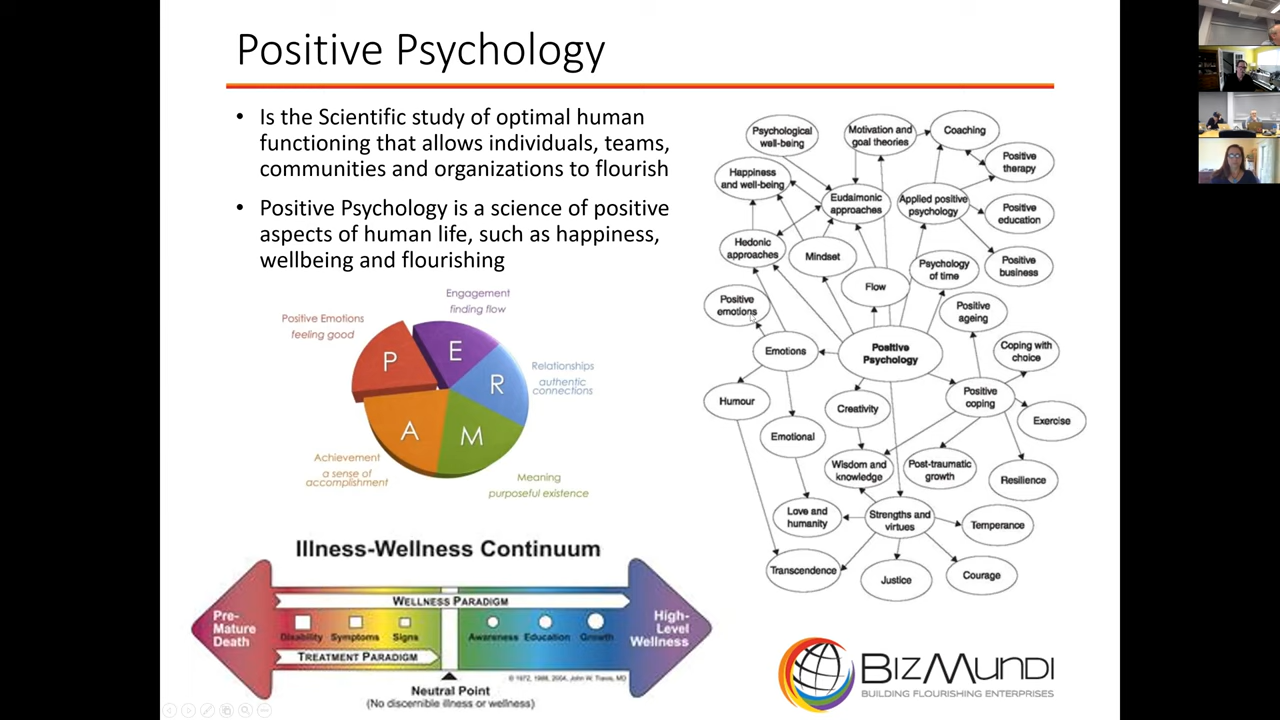 Positive Psychology
• Is the Scientific study of optimal human
functioning that allows individuals, teams,
communities and organizations to flourish
• Positive Psychology is a science of positive
aspects of human life, such as happiness,
wellbeing and flourishing
Engagement
finding flow
Positive Emotions
feeling good
P
E
R
M
A
Relationships
authentic
connections
Achievement
a sense of
accomplishment
Meaning
purposeful existence
Illness-Wellness Continuum
WELLNESS PARADIGM
Pre-
Mature
Death
Disability
Symptoms
Signs
Awareness
Education
Growth
High-
Level
Wellness
TREATMENT PARADIGM
© 1972, 1988, 2004, John W. Travis, MD
Neutral Point
(No discernible illness or wellness)
Psychological
well-being
Motivation and
goal theories
Coaching
Positive
therapy
Happiness
and well-being
Eudaimonic
approaches
Applied positive
psychology
Positive
education
Hedonic
approaches
Mindset
Psychology
of time
Positive
business
Flow
Positive
emotions
Positive
ageing
Emotions
Positive
Psychology
Coping with
choice
Humour
Creativity
Positive
coping
Exercise
Emotional
Wisdom and
knowledge
Post-traumatic
growth
Resilience
Love and
humanity
Strengths and
virtues
Temperance
Transcendence
Justice
Courage
BIZMUNDI
BUILDING FLOURISHING ENTERPRISES